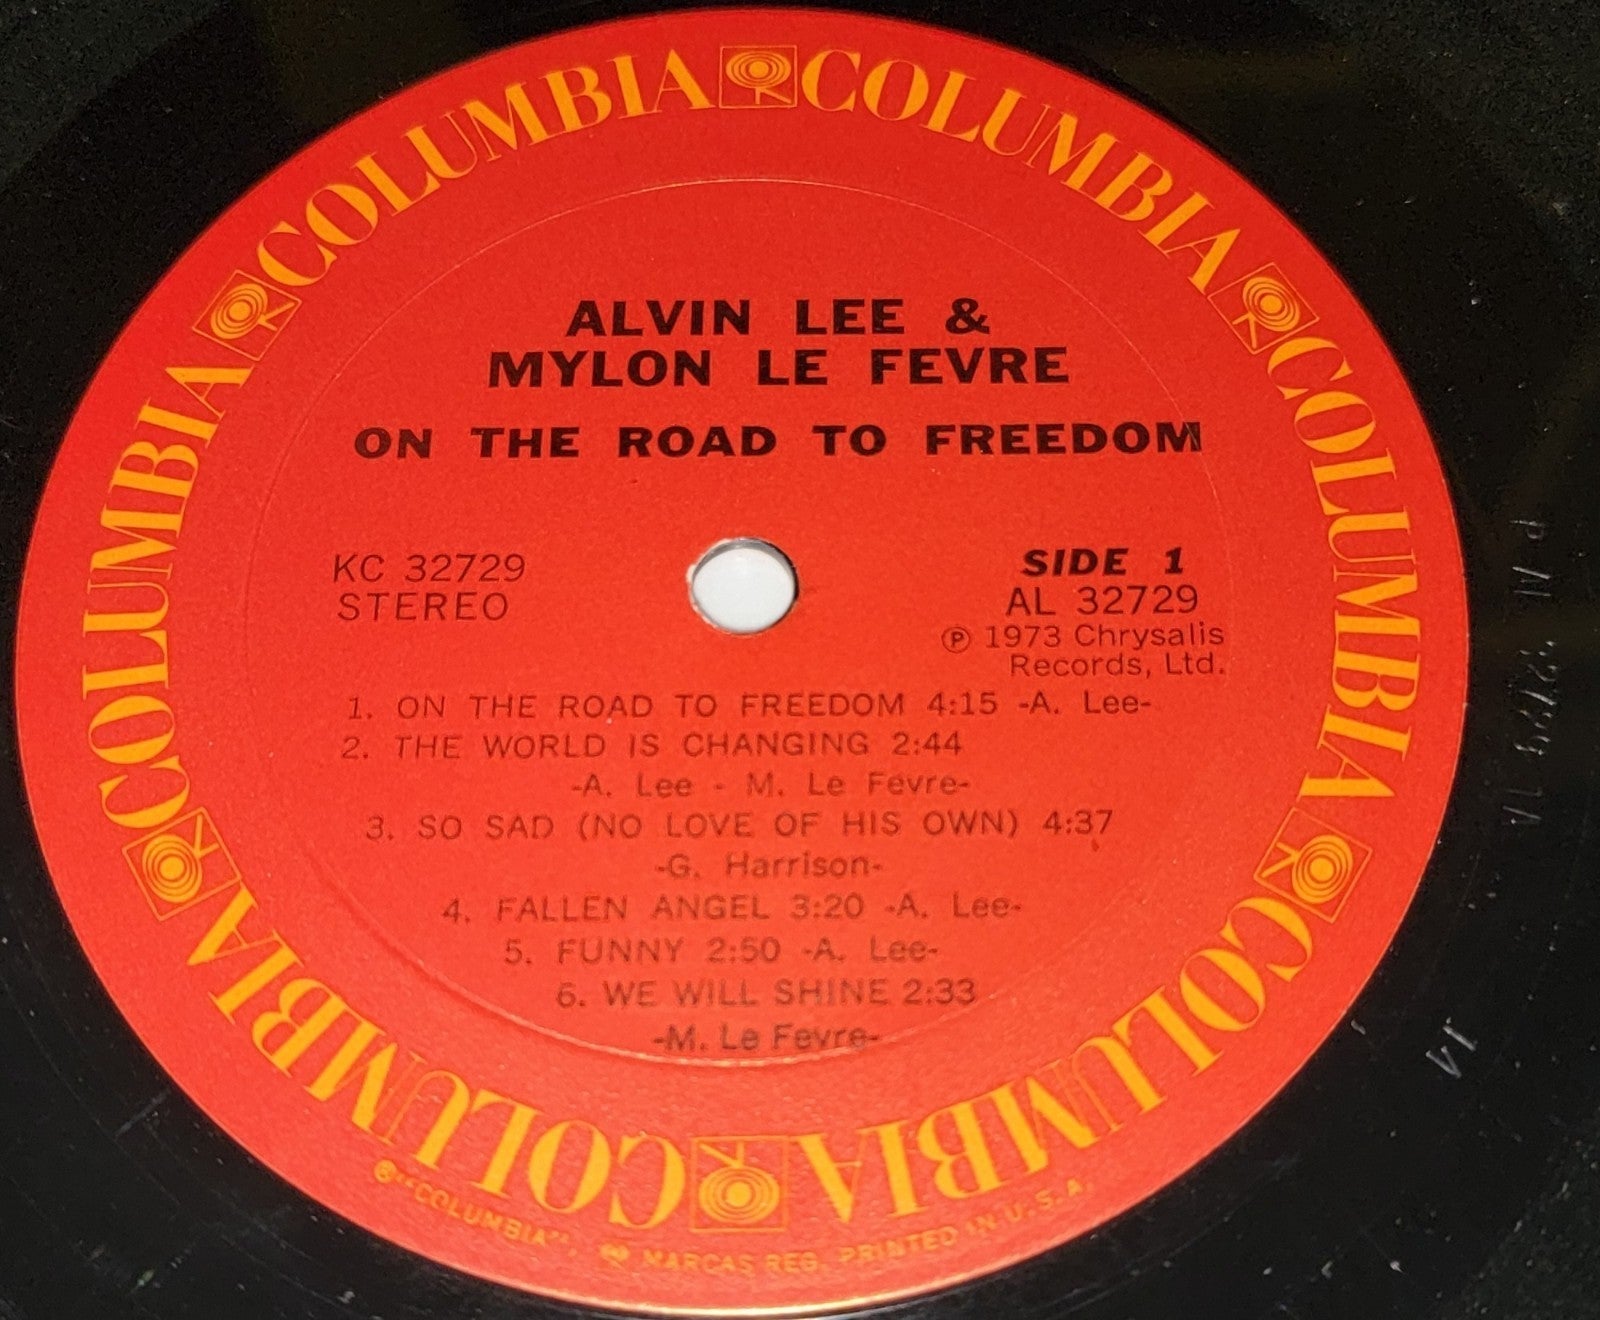 COLUMBIA COLUMBIA COLUMBIA COLUMBIA COLUMBIA COLUMBIA
ALVIN LEE &
MYLON LE FEVRE
ON THE ROAD TO FREEDOM
KC 32729
STEREO
SIDE 1
AL 32729
℗ 1973 Chrysalis
Records, Ltd.
1. ON THE ROAD TO FREEDOM 4:15 -A. Lee-
2. THE WORLD IS CHANGING 2:44
-A. Lee - M. Le Fevre-
3. SO SAD (NO LOVE OF HIS OWN) 4:37
-G. Harrison-
4. FALLEN ANGEL 3:20 -A. Lee-
5. FUNNY 2:50 -A. Lee-
6. WE WILL SHINE 2:33
-M. Le Fevre-
®"COLUMBIA", MARCAS REG. PRINTED IN U.S.A.
1A